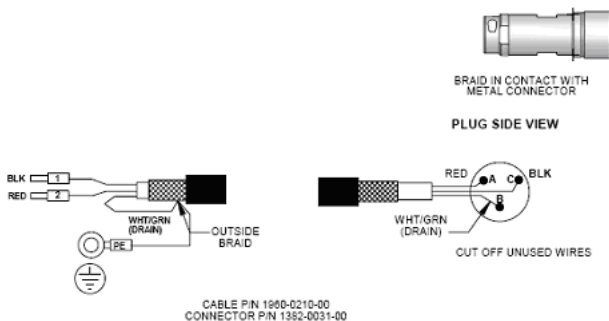 BRAID IN CONTACT WITH
METAL CONNECTOR
PLUG SIDE VIEW
BLK 1
RED 2
WHT/GRN
(DRAIN)
OUTSIDE
BRAID
PE
RED A C BLK
B
WHT/GRN
(DRAIN)
CUT OFF UNUSED WIRES
CABLE P/N 1960-0210-00
CONNECTOR P/N 1382-0031-00